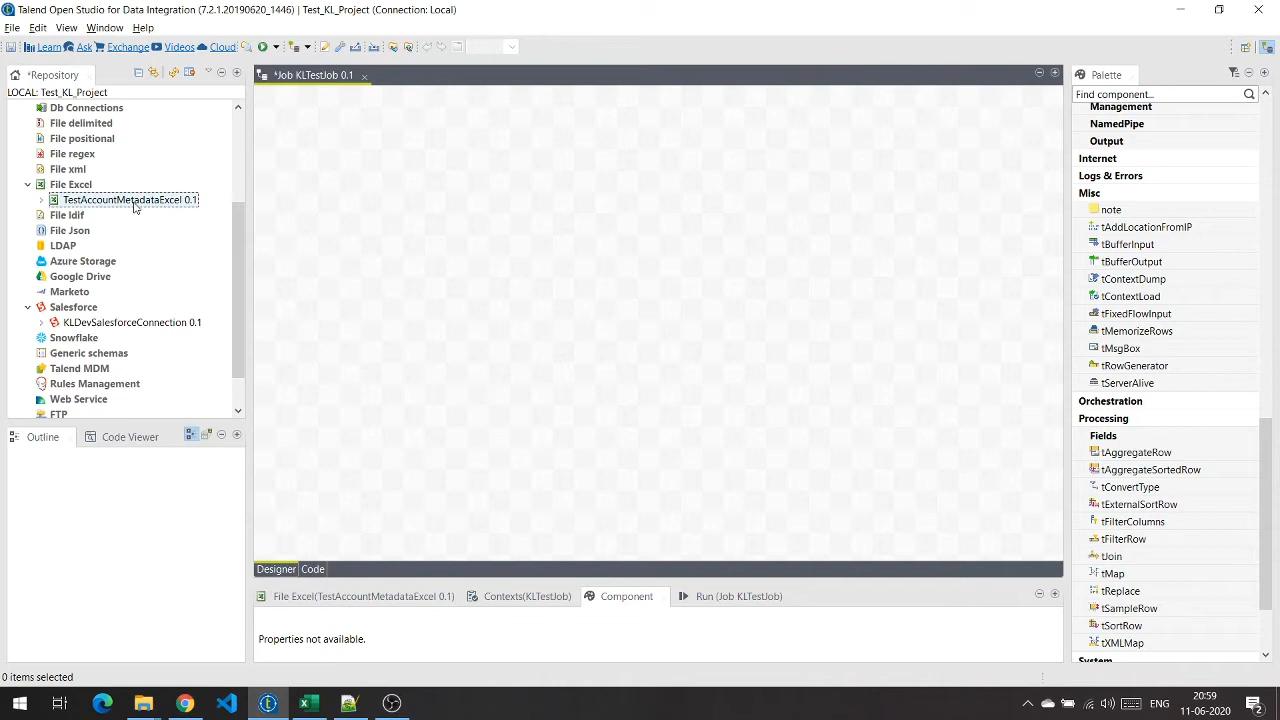 Talend Open Studio for Data Integration (7.2.1.20190620_1446) | Test_KL_Project (Connection: Local)
File Edit View Window Help
Learn Ask Exchange Videos Cloud
*Repository
LOCAL: Test_KL_Project
Db Connections
File delimited
File positional
File regex
File xml
File Excel
TestAccountMetadataExcel 0.1
File ldif
File Json
LDAP
Azure Storage
Google Drive
Marketo
Salesforce
KLDevSalesforceConnection 0.1
Snowflake
Generic schemas
Talend MDM
Rules Management
Web Service
FTP
Outline
Code Viewer
*Job KLTestJob 0.1
Designer Code
File Excel(TestAccountMetadataExcel 0.1)
Contexts(KLTestJob)
Component
Run (Job KLTestJob)
Properties not available.
Palette
Find component...
Management
NamedPipe
Output
Internet
Logs & Errors
Misc
note
tAddLocationFromIP
tBufferInput
tBufferOutput
tContextDump
tContextLoad
tFixedFlowInput
tMemorizeRows
tMsgBox
tRowGenerator
tServerAlive
Orchestration
Processing
Fields
tAggregateRow
tAggregateSortedRow
tConvertType
tExternalSortRow
tFilterColumns
tFilterRow
tJoin
tMap
tReplace
tSampleRow
tSortRow
tXMLMap
System
0 items selected
ENG
20:59
11-06-2020
2